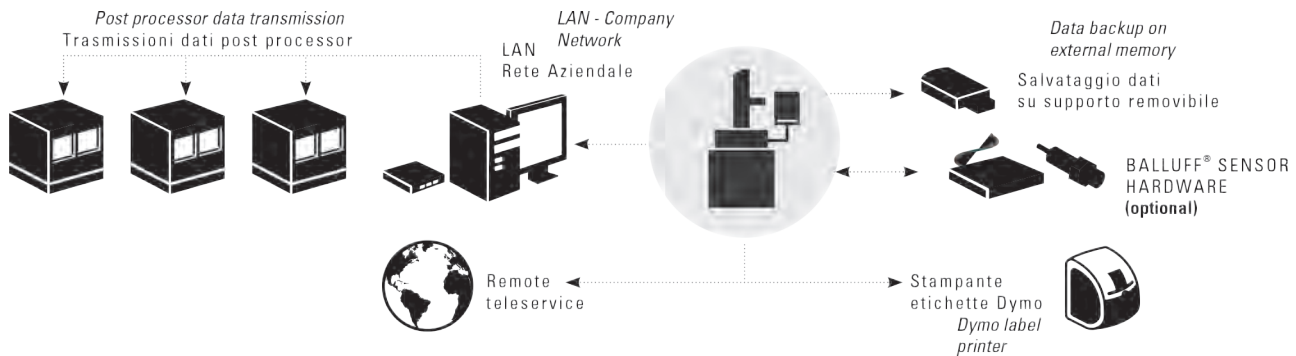 Post processor data transmission
Trasmissioni dati post processor
LAN - Company
Network
LAN
Rete Aziendale
Data backup on
external memory
Salvataggio dati
su supporto removibile
BALLUFF® SENSOR
HARDWARE
(optional)
Remote
teleservice
Stampante
etichette Dymo
Dymo label
printer